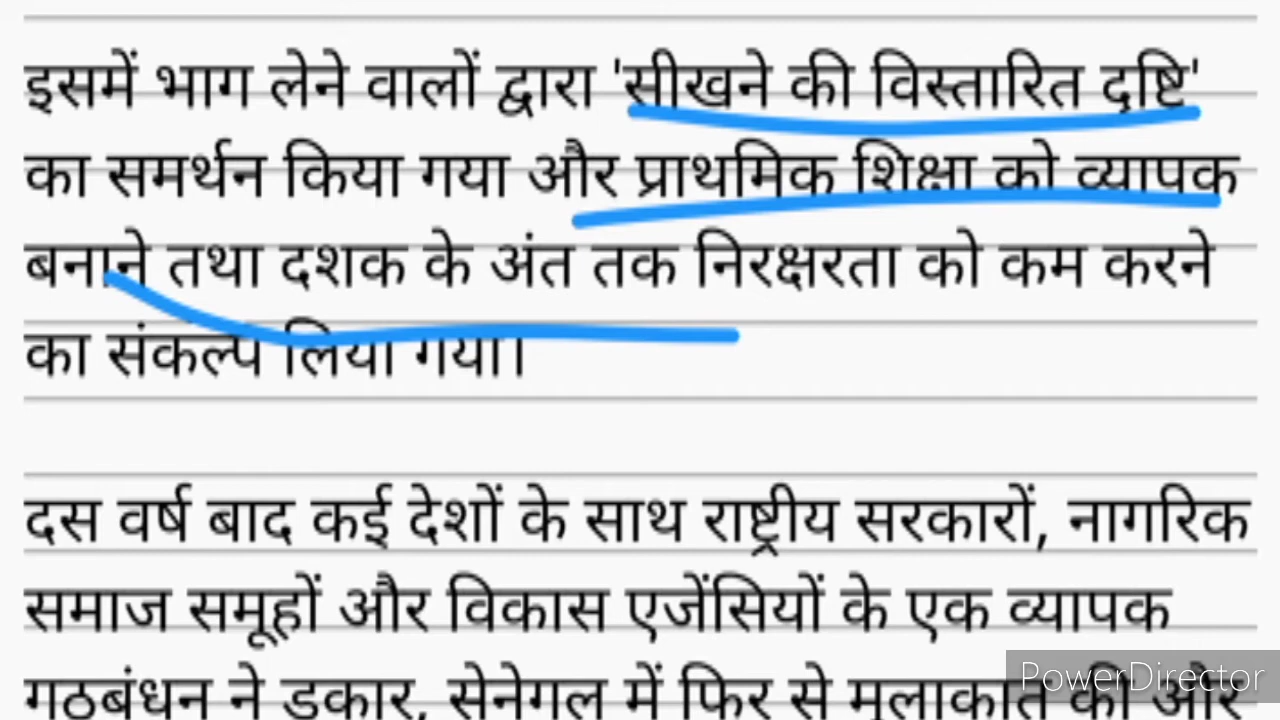 इसमें भाग लेने वालों द्वारा 'सीखने की विस्तारित दृष्टि'
का समर्थन किया गया और प्राथमिक शिक्षा को व्यापक
बनाने तथा दशक के अंत तक निरक्षरता को कम करने
का संकल्प लिया गया।
दस वर्ष बाद कई देशों के साथ राष्ट्रीय सरकारों, नागरिक
समाज समूहों और विकास एजेंसियों के एक व्यापक
गठबंधन ने डकार, सेनेगल में फिर से मुलाकात की और
PowerDirector